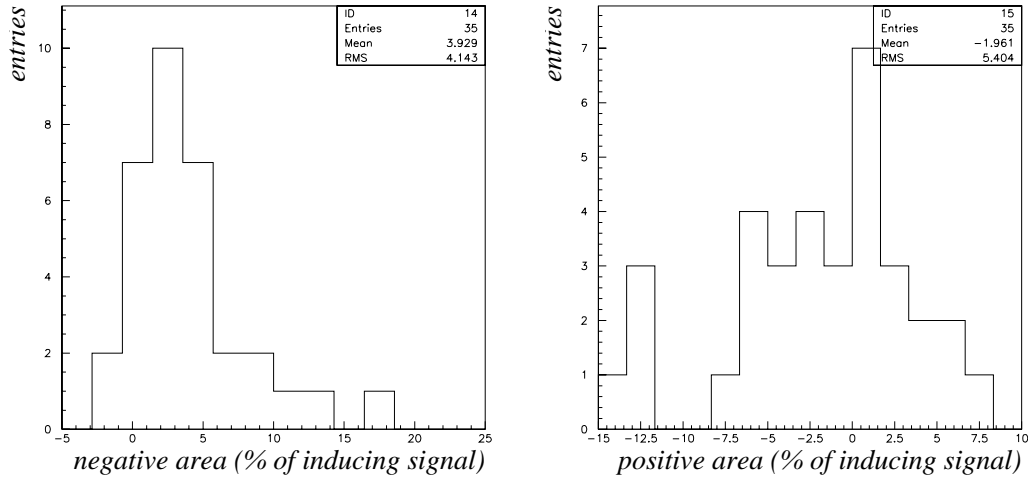 ID 14
Entries 35
Mean 3.929
RMS 4.143
entries
10
8
6
4
2
0
-5 0 5 10 15 20 25
negative area (% of inducing signal)
ID 15
Entries 35
Mean -1.961
RMS 5.404
entries
7
6
5
4
3
2
1
0
-15 -12.5 -10 -7.5 -5 -2.5 0 2.5 5 7.5 10
positive area (% of inducing signal)